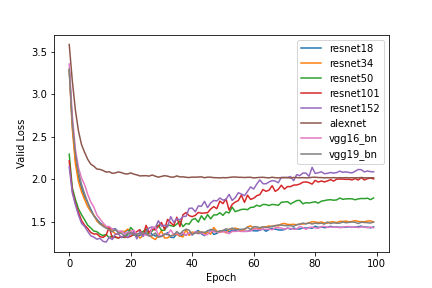 3.5
3.0
2.5
2.0
1.5
Valid Loss
0
20
40
60
80
100
Epoch
resnet18
resnet34
resnet50
resnet101
resnet152
alexnet
vgg16_bn
vgg19_bn